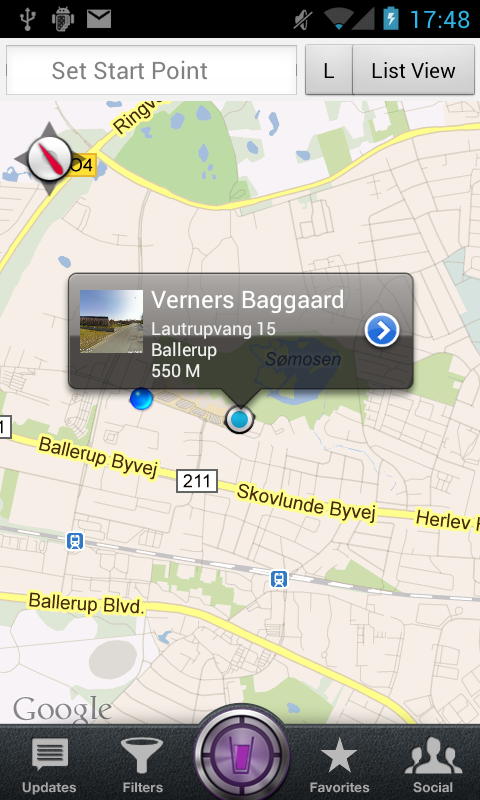 17:48
Set Start Point
L
List View
Ringv
O4
Verners Baggaard
Lautrupvang 15
Ballerup
550 M
Sømosen
1
Ballerup Byvej
211
Skovlunde Byvej
Herlev H
Ballerup Blvd.
Google
Updates
Filters
Favorites
Social